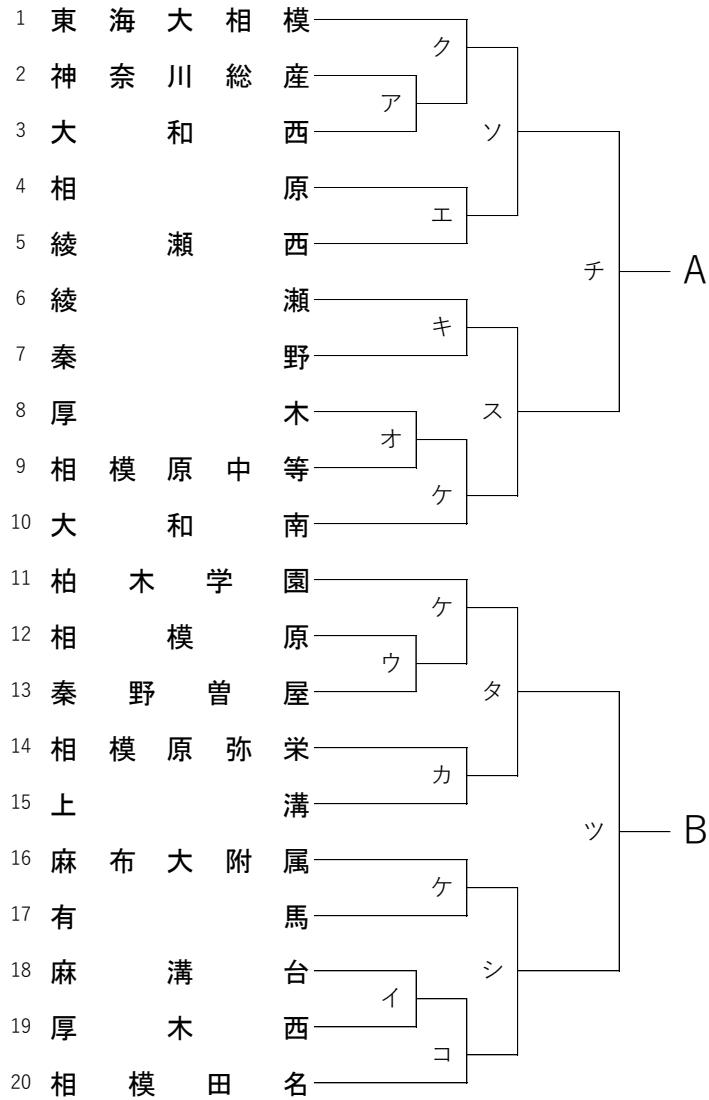 1 東海大相模
ク
2 神奈川総産
ア
3 大和西
ソ
4 相原
エ
5 綾瀬西
チ
A
6 綾瀬
キ
7 秦野
8 厚木
ス
オ
9 相模原中等
ケ
10 大和南
11 柏木学園
ケ
12 相模原
ウ
13 秦野曽屋
タ
14 相模原弥栄
カ
15 上溝
ツ
B
16 麻布大附属
ケ
17 有馬
18 麻溝台
シ
イ
19 厚木西
コ
20 相模田名